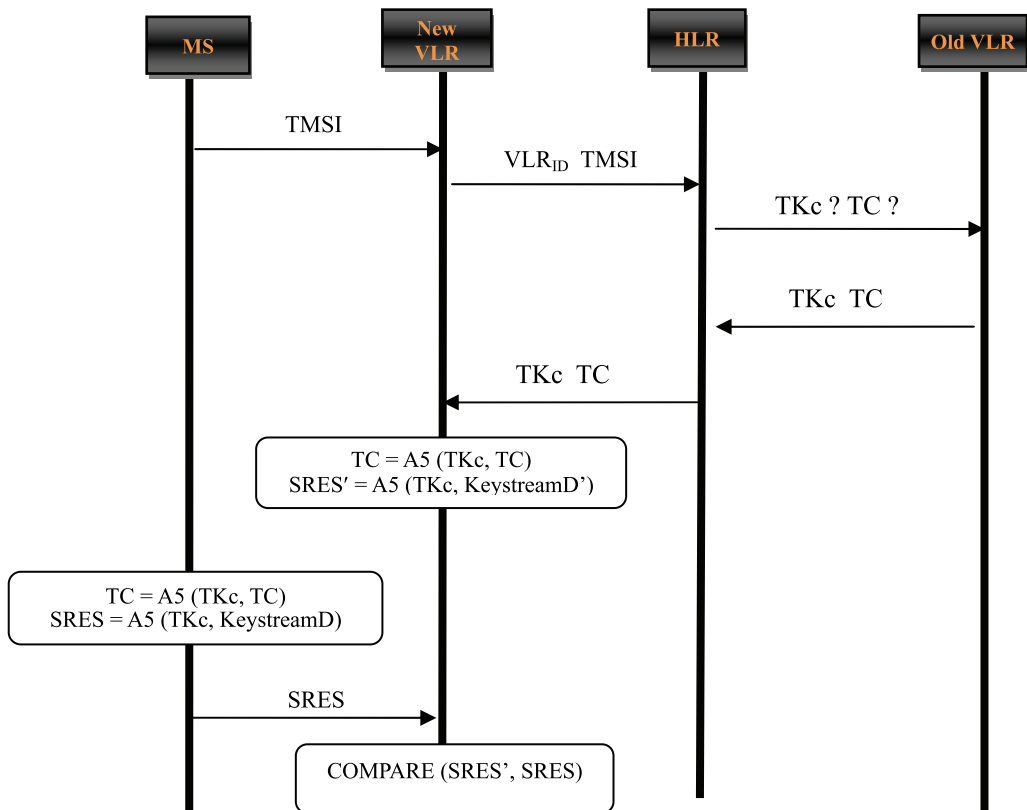 MS
New
VLR
HLR
Old VLR
TMSI
VLRID TMSI
TKc ? TC ?
TKc TC
TKc TC
TC = A5 (TKc, TC)
SRES′ = A5 (TKc, KeystreamD’)
TC = A5 (TKc, TC)
SRES = A5 (TKc, KeystreamD)
SRES
COMPARE (SRES’, SRES)